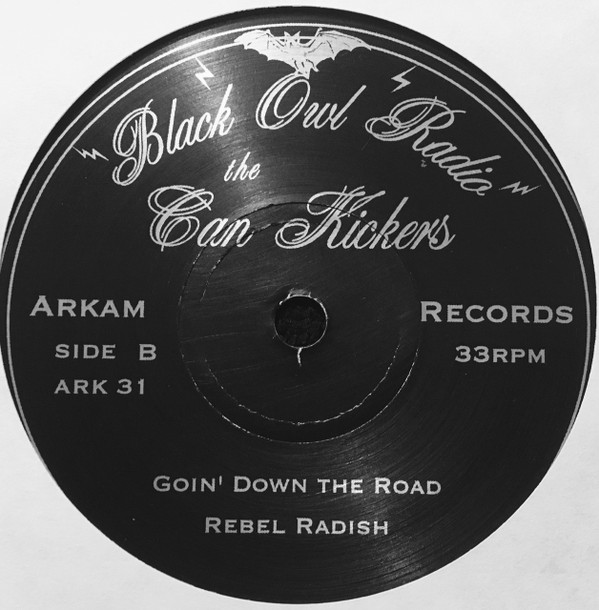 Black Owl Radio
the
Can Kickers
ARKAM RECORDS
SIDE B 33RPM
ARK 31
GOIN' DOWN THE ROAD
REBEL RADISH